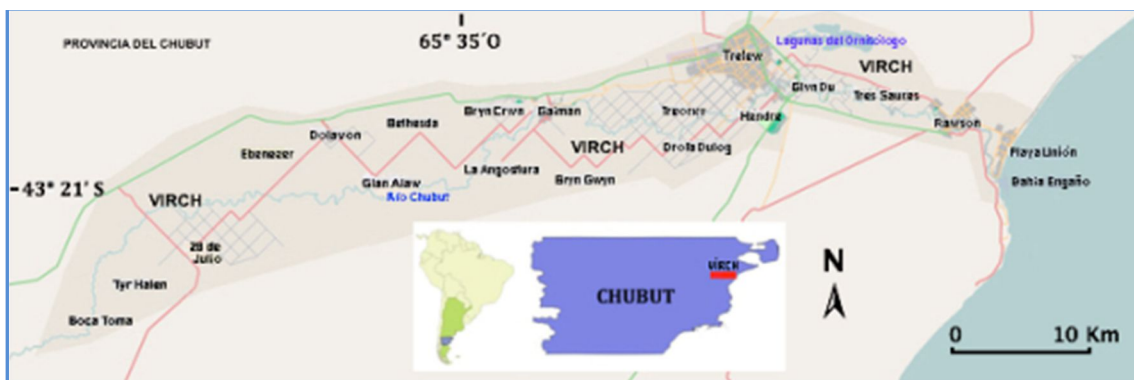 PROVINCIA DEL CHUBUT
65° 35´O
Lagunas del Ornitólogo
Trelew
VIRCH
Glyn Du
Tres Sauces
Bryn Crwn
Gaiman
Treorcy
Bethesda
Hendre
Rawson
Dolavon
Ebenezer
VIRCH
Drofa Dulog
Playa Unión
La Angostura
Bryn Gwyn
Glan Alaw
Bahía Engaño
43° 21´ S
VIRCH
Río Chubut
28 de
Julio
VIRCH
N
Tyr Halen
CHUBUT
Boca Toma
0 10 Km